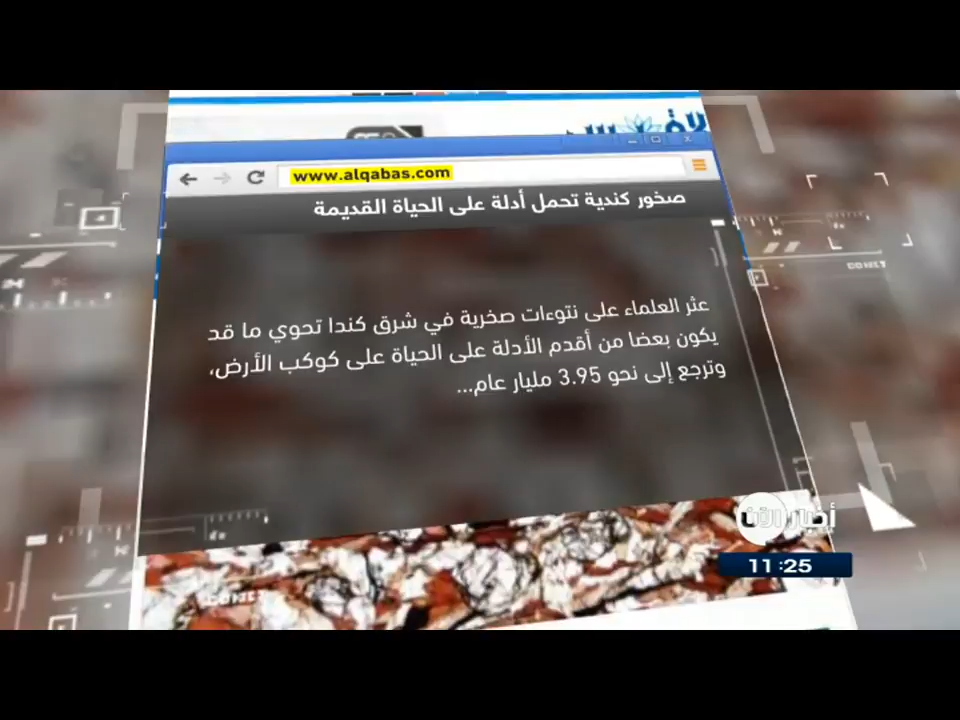 www.alqabas.com
صخور كندية تحمل أدلة على الحياة القديمة
عثر العلماء على نتوءات صخرية في شرق كندا تحوي ما قد
يكون بعضا من أقدم الأدلة على الحياة على كوكب الأرض،
وترجع إلى نحو 3.95 مليار عام...
أخبار الآن
11:25